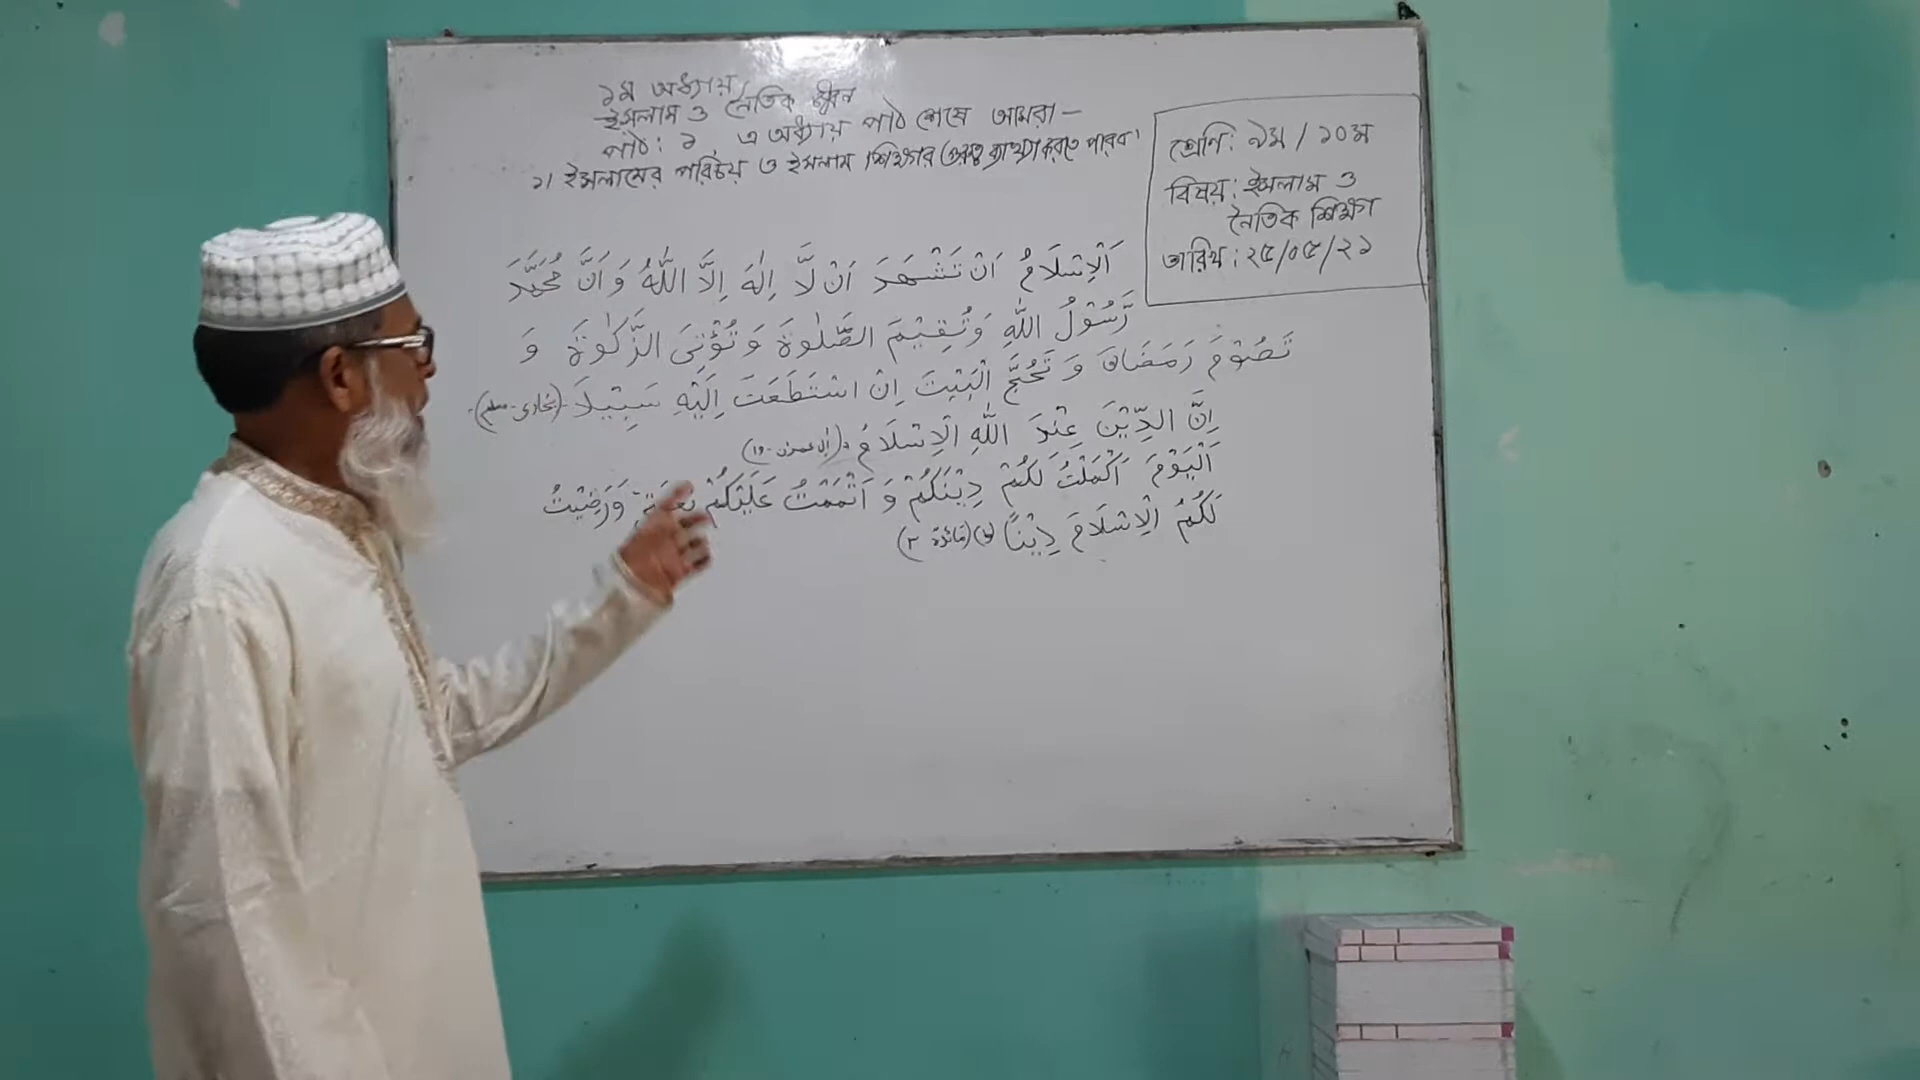 ১ম অধ্যায়
ইসলাম ও নৈতিক জীবন
পাঠ: ১ এ অধ্যায় পাঠ শেষে আমরা-
১। ইসলামের পরিচয় ও ইসলাম শিক্ষার গুরুত্ব ব্যাখ্যা করতে পারব।
শ্রেণি: ৯ম / ১০ম
বিষয়: ইসলাম ও
নৈতিক শিক্ষা
তারিখ: ২৫/০৫/২১
اَلْاِسْلَامُ اَنْ تَشْهَدَ اَنْ لَّا اِلٰهَ اِلَّا اللّٰهُ وَ اَنَّ مُحَمَّدَ
رَّسُوْلُ اللّٰهِ وَتُقِيْمَ الصَّلٰوةَ وَ تُؤْتِىَ الزَّكٰوةَ وَ
تَصُوْمَ رَمَضَانَ وَ تَحُجَّ الْبَيْتَ اِنْ اسْتَطَعَتَ اِلَيْهِ سَبِيْلَا -(بخاری - مسلم)-
اِنَّ الدِّيْنَ عِنْدَ اللّٰهِ الْاِسْلَامُ (اٰل عمرٰن -١٩)
اَلْيَوْمَ اَكْمَلْتُ لَكُمْ دِيْنَكُمْ وَ اَتْمَمْتُ عَلَيْكُمْ وَرَضِيْتُ
لَكُمُ الْاِسْلَامَ دِيْنًا (ط) (مائدة ٣)